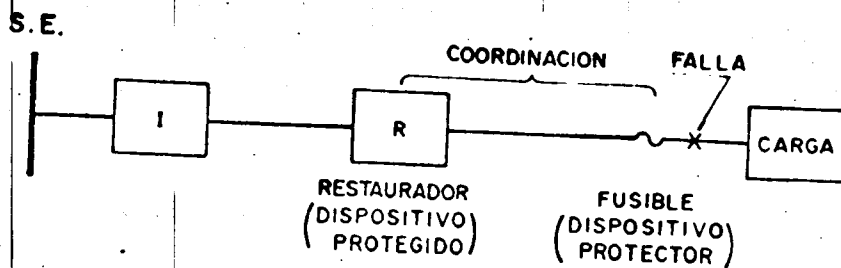 S.E.
COORDINACION
FALLA
I
R
CARGA
RESTAURADOR
(DISPOSITIVO
PROTEGIDO)
FUSIBLE
(DISPOSITIVO
PROTECTOR)